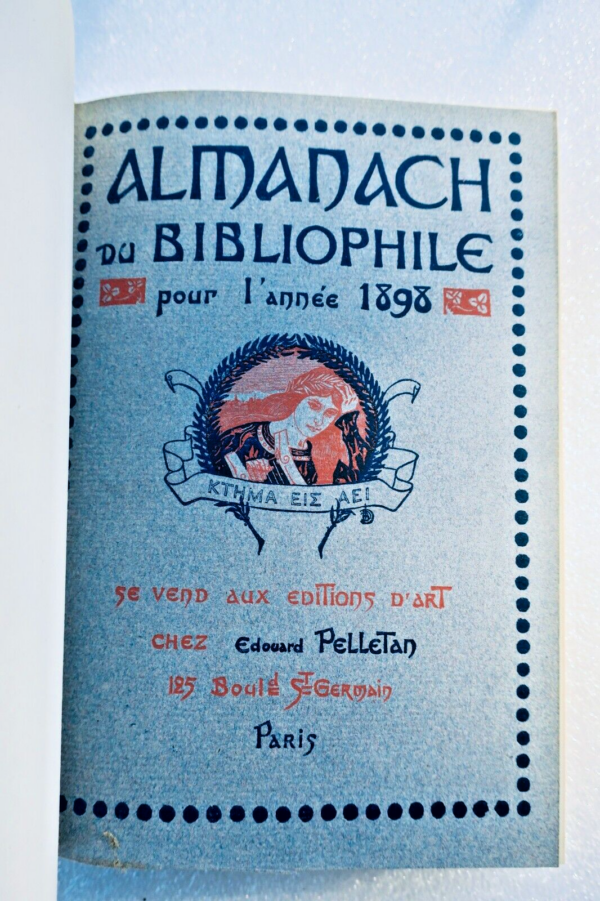 ALMANACH
DU BIBLIOPHILE
pour l'année 1898
ΚΤΗΜΑ ΕΙΣ ΑΕΙ
SE VEND AUX EDITIONS D'ART
CHEZ Edouard PELLETAN
125 Bould ST GERMAIN
PARIS